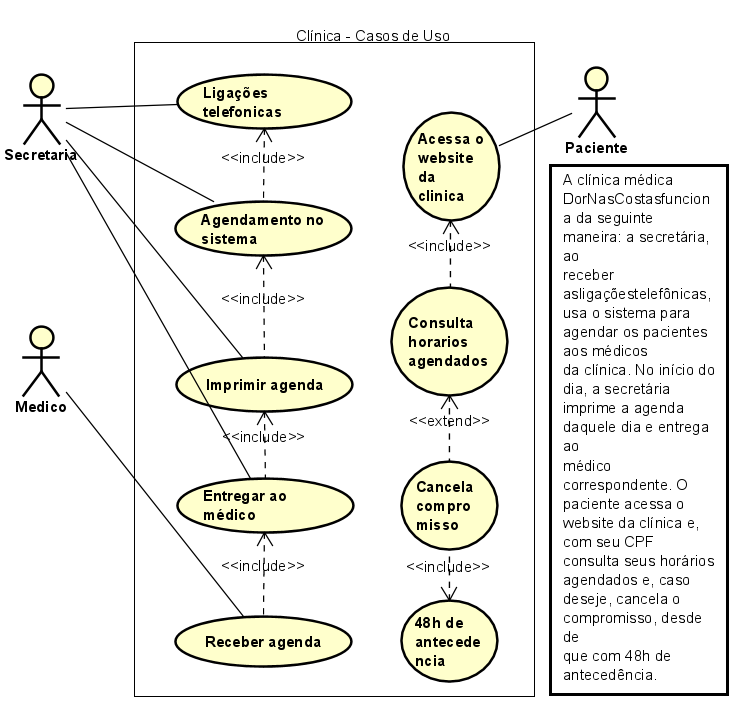 Clínica - Casos de Uso
Ligações
telefonicas
<<include>>
Secretaria
Agendamento no
sistema
<<include>>
Medico
Imprimir agenda
<<include>>
Entregar ao
médico
<<include>>
Receber agenda
Acessa o
website
da
clinica
<<include>>
Consulta
horarios
agendados
<<extend>>
Cancela
compro
misso
<<include>>
48h de
antecede
ncia
Paciente
A clínica médica
DorNasCostasfuncion
a da seguinte
maneira: a secretária,
ao
receber
asligaçõestelefônicas,
usa o sistema para
agendar os pacientes
aos médicos
da clínica. No início do
dia, a secretária
imprime a agenda
daquele dia e entrega
ao
médico
correspondente. O
paciente acessa o
website da clínica e,
com seu CPF
consulta seus horários
agendados e, caso
deseje, cancela o
compromisso, desde
de
que com 48h de
antecedência.